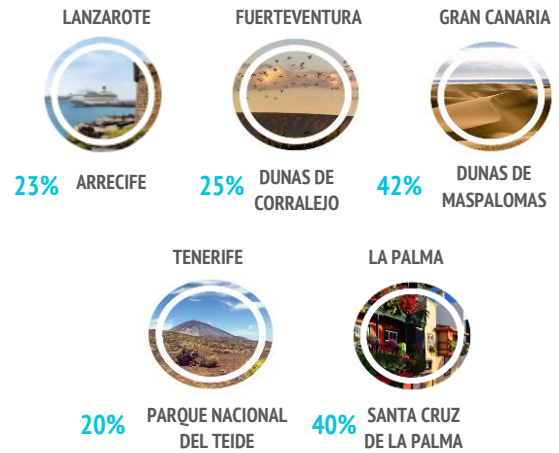 LANZAROTE
FUERTEVENTURA
GRAN CANARIA
23% ARRECIFE
25% DUNAS DE
CORRALEJO
42% DUNAS DE
MASPALOMAS
TENERIFE
LA PALMA
20% PARQUE NACIONAL
DEL TEIDE
40% SANTA CRUZ
DE LA PALMA